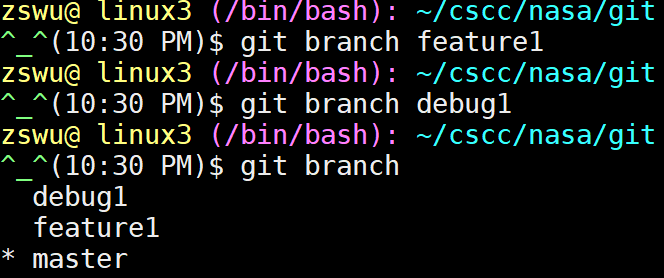 zswu@ linux3 (/bin/bash): ~/cscc/nasa/git
^_^(10:30 PM)$ git branch feature1
zswu@ linux3 (/bin/bash): ~/cscc/nasa/git
^_^(10:30 PM)$ git branch debug1
zswu@ linux3 (/bin/bash): ~/cscc/nasa/git
^_^(10:30 PM)$ git branch
  debug1
  feature1
* master